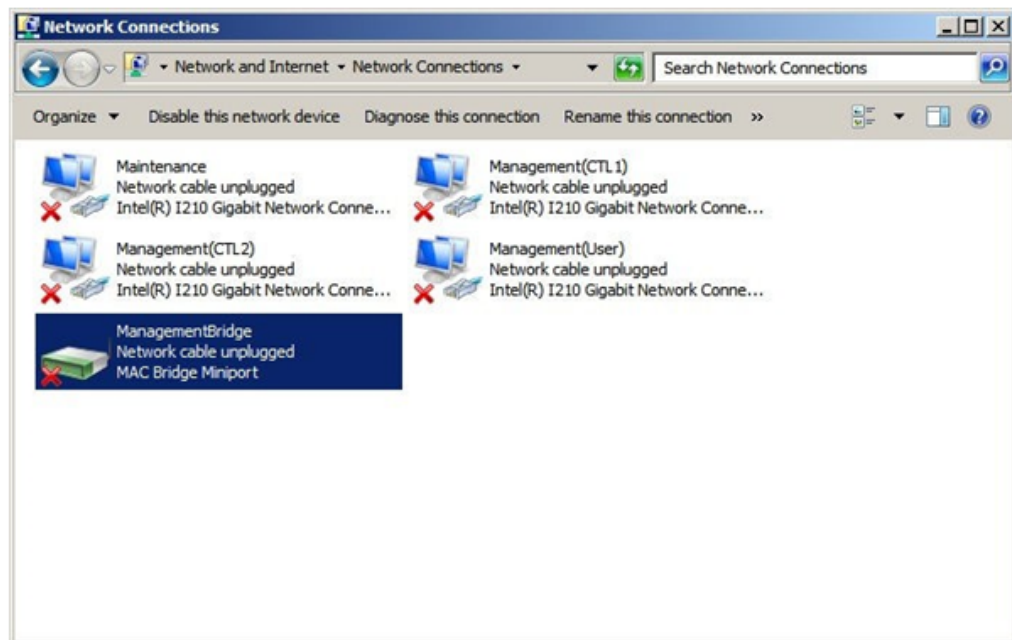 Network Connections
Network and Internet Network Connections
Search Network Connections
Organize Disable this network device Diagnose this connection Rename this connection »
Maintenance
Network cable unplugged
Intel(R) I210 Gigabit Network Conne...
Management(CTL1)
Network cable unplugged
Intel(R) I210 Gigabit Network Conne...
Management(CTL2)
Network cable unplugged
Intel(R) I210 Gigabit Network Conne...
Management(User)
Network cable unplugged
Intel(R) I210 Gigabit Network Conne...
ManagementBridge
Network cable unplugged
MAC Bridge Miniport